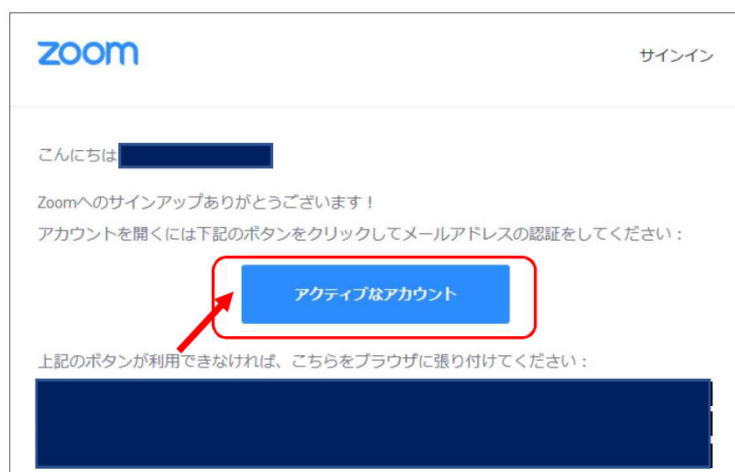 zoom
サインイン
こんにちは
Zoomへのサインアップありがとうございます！
アカウントを開くには下記のボタンをクリックしてメールアドレスの認証をしてください：
アクティブなアカウント
上記のボタンが利用できなければ、こちらをブラウザに張り付けてください：